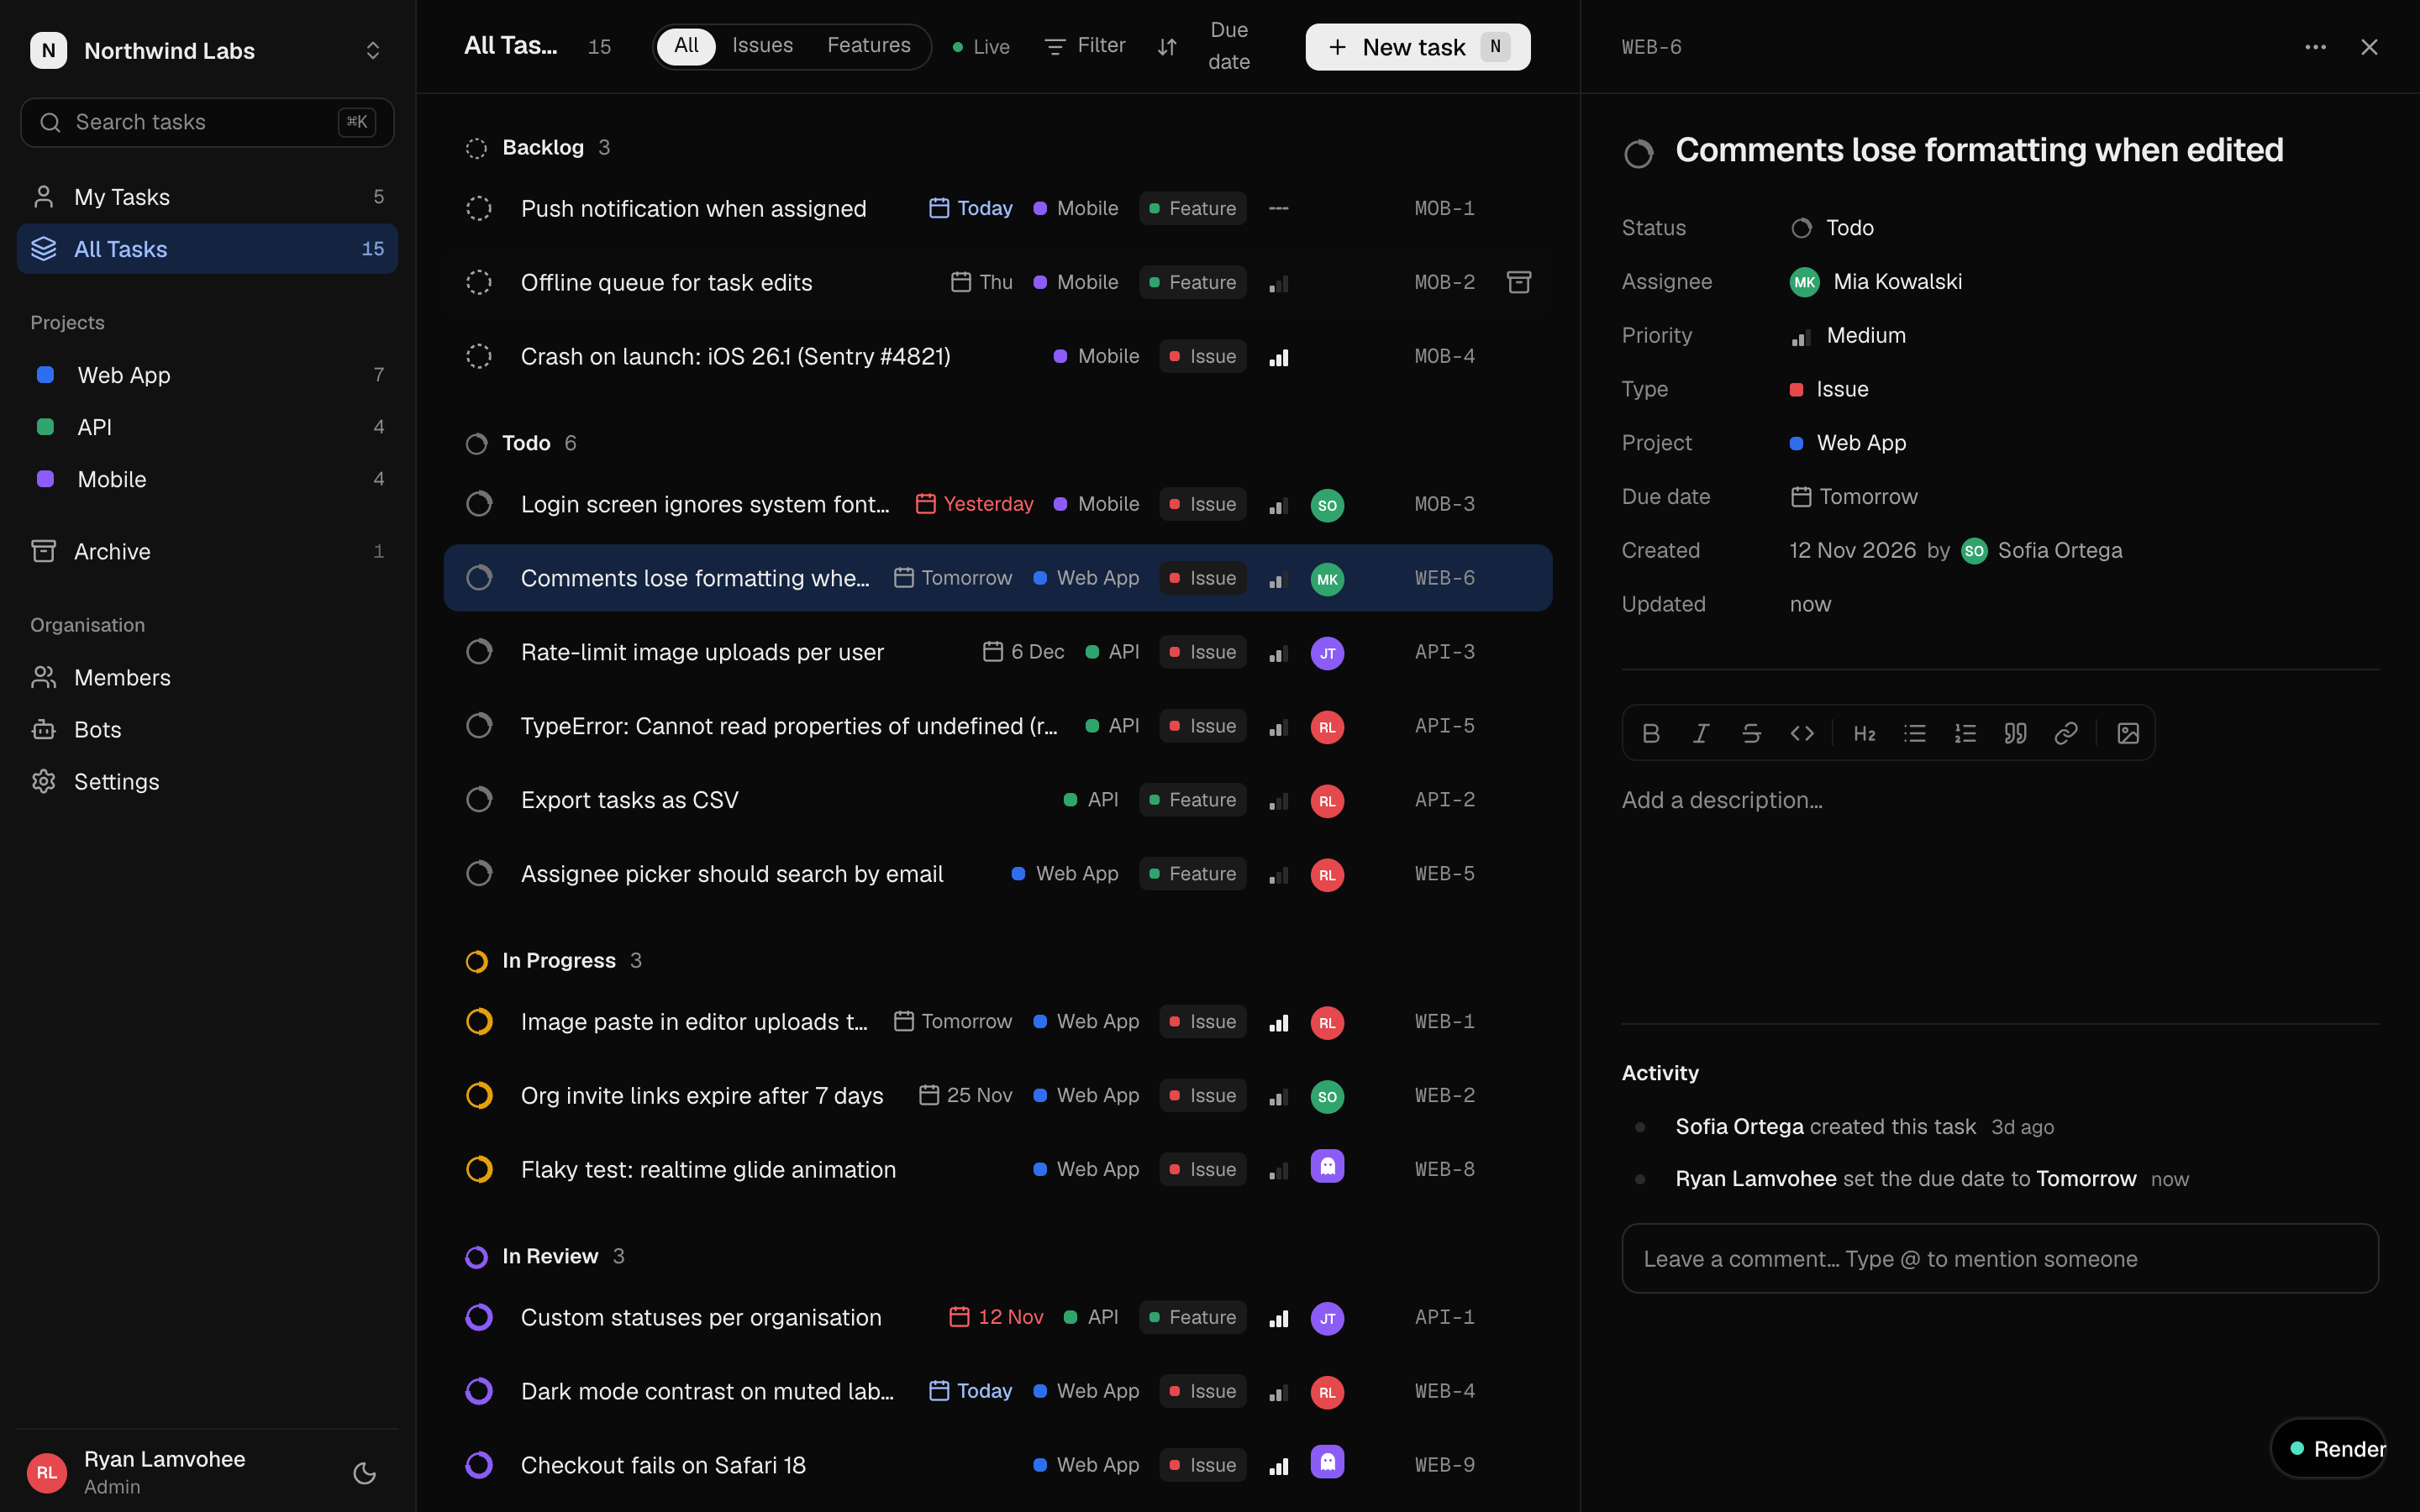 N Northwind Labs
Search tasks ⌘K
My Tasks 5
All Tasks 15
Projects
Web App 7
API 4
Mobile 4
Archive 1
Organisation
Members
Bots
Settings
RL Ryan Lamvohee
Admin
All Tas... 15 All Issues Features Live Filter Due date New task N
Backlog 3
Push notification when assigned Today Mobile Feature MOB-1
Offline queue for task edits Thu Mobile Feature MOB-2
Crash on launch: iOS 26.1 (Sentry #4821) Mobile Issue MOB-4
Todo 6
Login screen ignores system font... Yesterday Mobile Issue SO MOB-3
Comments lose formatting whe... Tomorrow Web App Issue MK WEB-6
Rate-limit image uploads per user 6 Dec API Issue JT API-3
TypeError: Cannot read properties of undefined (r... API Issue RL API-5
Export tasks as CSV API Feature RL API-2
Assignee picker should search by email Web App Feature RL WEB-5
In Progress 3
Image paste in editor uploads t... Tomorrow Web App Issue RL WEB-1
Org invite links expire after 7 days 25 Nov Web App Issue SO WEB-2
Flaky test: realtime glide animation Web App Issue WEB-8
In Review 3
Custom statuses per organisation 12 Nov API Feature JT API-1
Dark mode contrast on muted lab... Today Web App Issue RL WEB-4
Checkout fails on Safari 18 Web App Issue WEB-9
WEB-6
Comments lose formatting when edited
Status Todo
Assignee MK Mia Kowalski
Priority Medium
Type Issue
Project Web App
Due date Tomorrow
Created 12 Nov 2026 by SO Sofia Ortega
Updated now
H2
Add a description...
Activity
Sofia Ortega created this task 3d ago
Ryan Lamvohee set the due date to Tomorrow now
Leave a comment... Type @ to mention someone
Render